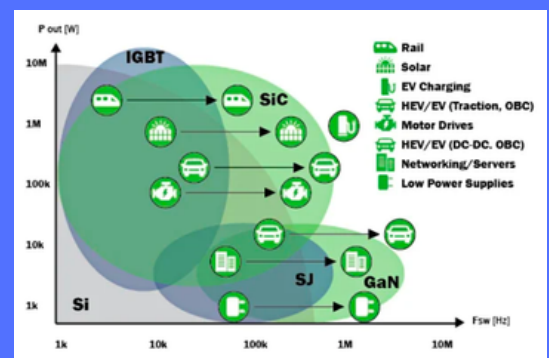 P out [W]
10M
1M
100k
10k
1k
IGBT
SiC
Si
SJ
GaN
Rail
Solar
EV Charging
HEV/EV (Traction, OBC)
Motor Drives
HEV/EV (DC-DC. OBC)
Networking/Servers
Low Power Supplies
Fsw [Hz]
1k 10k 100k 1M 10M